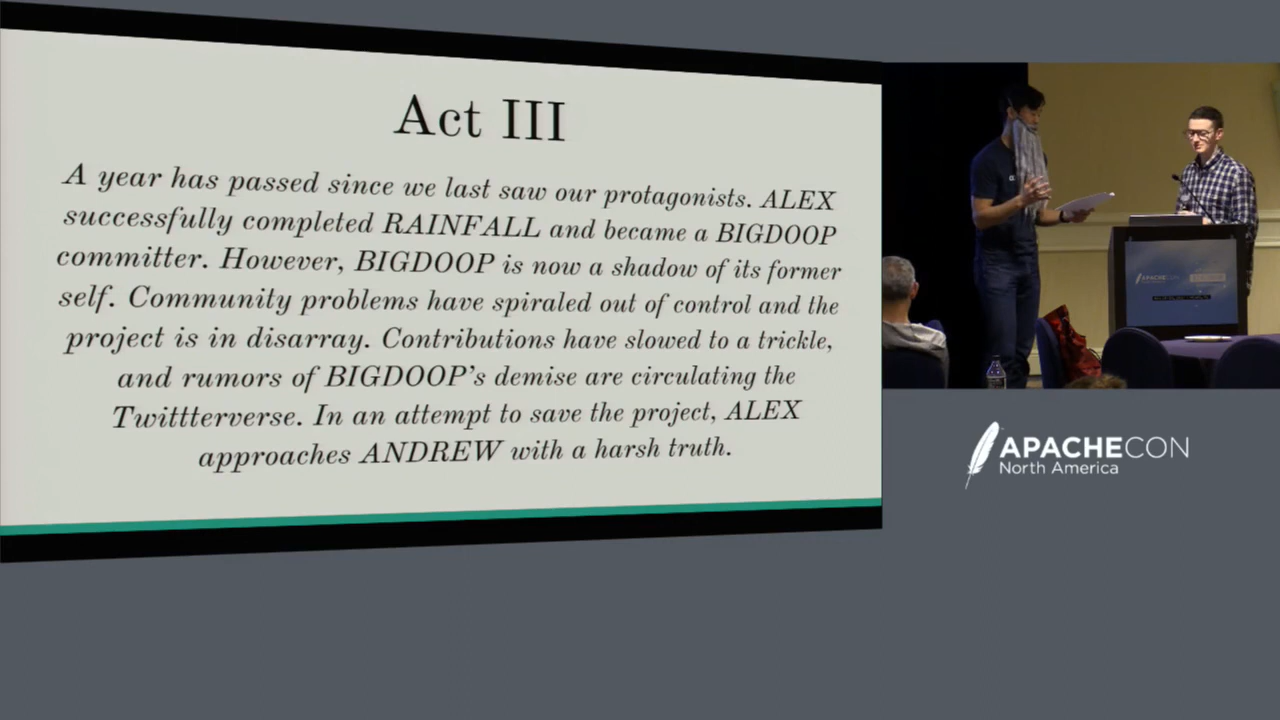 Act III
A year has passed since we last saw our protagonists. ALEX
successfully completed RAINFALL and became a BIGDOOP
committer. However, BIGDOOP is now a shadow of its former
self. Community problems have spiraled out of control and the
project is in disarray. Contributions have slowed to a trickle,
and rumors of BIGDOOP's demise are circulating the
Twittterverse. In an attempt to save the project, ALEX
approaches ANDREW with a harsh truth.
APACHECON
North America